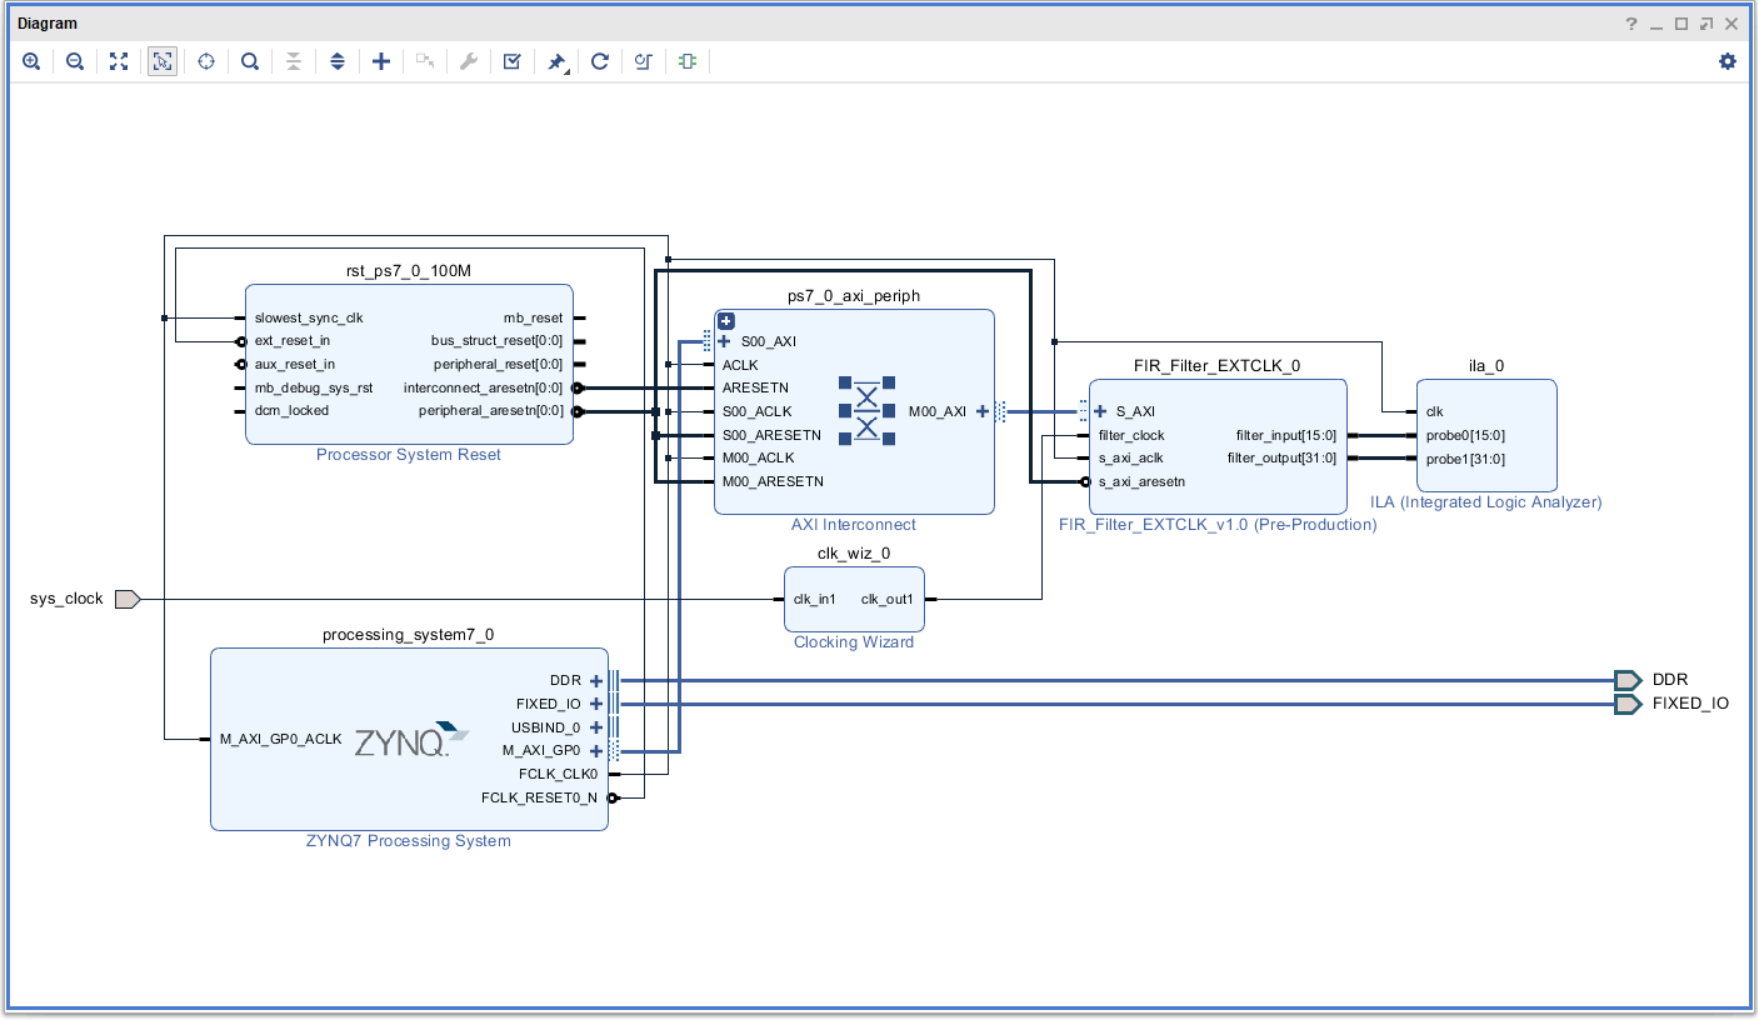 Diagram
rst_ps7_0_100M
slowest_sync_clk mb_reset
ext_reset_in bus_struct_reset[0:0]
aux_reset_in peripheral_reset[0:0]
mb_debug_sys_rst interconnect_aresetn[0:0]
dcm_locked peripheral_aresetn[0:0]
Processor System Reset
ps7_0_axi_periph
S00_AXI
ACLK
ARESETN
S00_ACLK M00_AXI
S00_ARESETN
M00_ACLK
M00_ARESETN
AXI Interconnect
FIR_Filter_EXTCLK_0
S_AXI
filter_clock filter_input[15:0]
s_axi_aclk filter_output[31:0]
s_axi_aresetn
FIR_Filter_EXTCLK_v1.0 (Pre-Production)
ila_0
clk
probe0[15:0]
probe1[31:0]
ILA (Integrated Logic Analyzer)
clk_wiz_0
clk_in1 clk_out1
Clocking Wizard
sys_clock
processing_system7_0
DDR
FIXED_IO
USBIND_0
M_AXI_GP0_ACLK ZYNQ M_AXI_GP0
FCLK_CLK0
FCLK_RESET0_N
ZYNQ7 Processing System
DDR
FIXED_IO